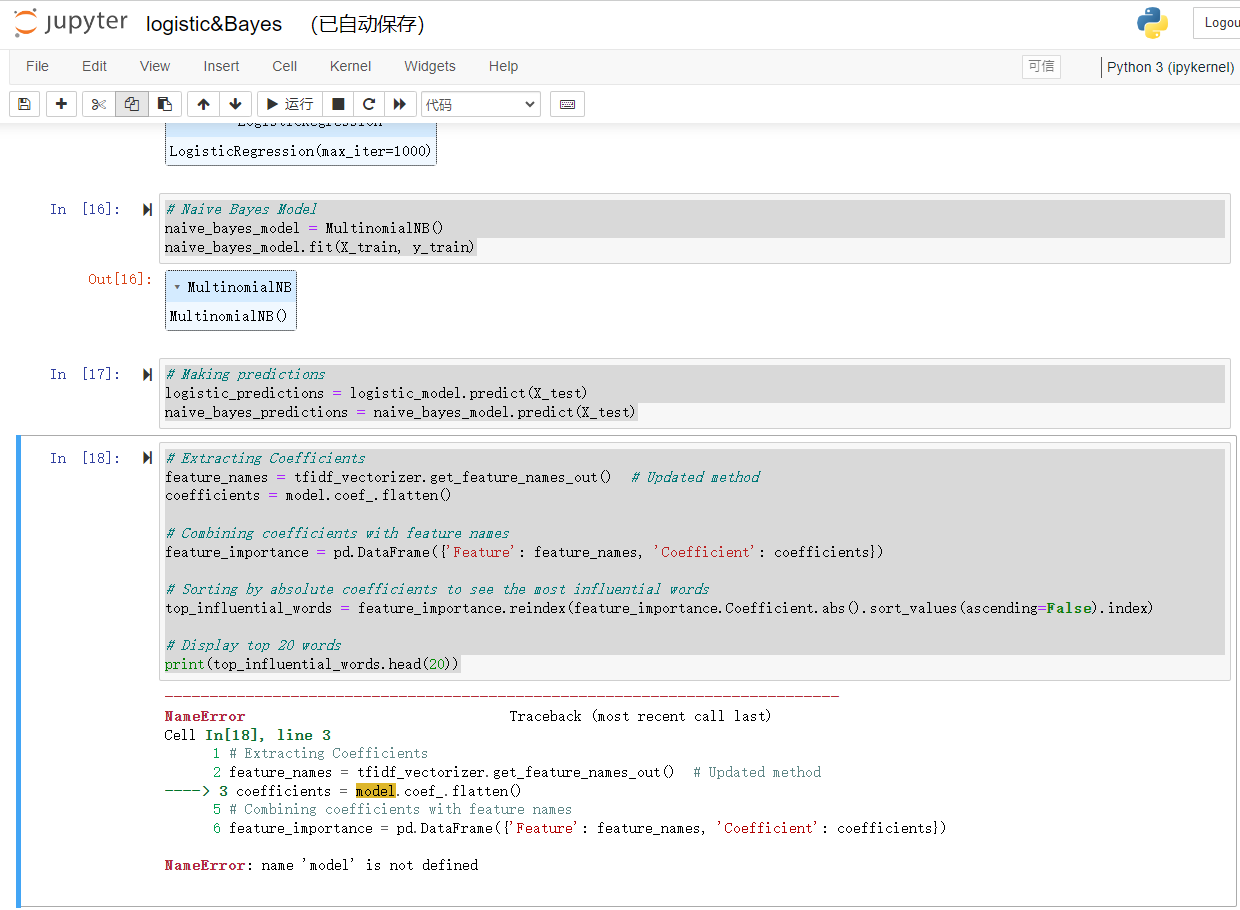 jupyter logistic&Bayes (已自动保存)
Logou
File Edit View Insert Cell Kernel Widgets Help 可信 Python 3 (ipykernel)
运行 代码
LogisticRegression
LogisticRegression(max_iter=1000)
In [16]:
# Naive Bayes Model
naive_bayes_model = MultinomialNB()
naive_bayes_model.fit(X_train, y_train)
Out[16]:
▾ MultinomialNB
MultinomialNB()
In [17]:
# Making predictions
logistic_predictions = logistic_model.predict(X_test)
naive_bayes_predictions = naive_bayes_model.predict(X_test)
In [18]:
# Extracting Coefficients
feature_names = tfidf_vectorizer.get_feature_names_out()  # Updated method
coefficients = model.coef_.flatten()
# Combining coefficients with feature names
feature_importance = pd.DataFrame({'Feature': feature_names, 'Coefficient': coefficients})
# Sorting by absolute coefficients to see the most influential words
top_influential_words = feature_importance.reindex(feature_importance.Coefficient.abs().sort_values(ascending=False).index)
# Display top 20 words
print(top_influential_words.head(20))
---------------------------------------------------------------------------
NameError                                 Traceback (most recent call last)
Cell In[18], line 3
1 # Extracting Coefficients
2 feature_names = tfidf_vectorizer.get_feature_names_out()  # Updated method
----> 3 coefficients = model.coef_.flatten()
5 # Combining coefficients with feature names
6 feature_importance = pd.DataFrame({'Feature': feature_names, 'Coefficient': coefficients})
NameError: name 'model' is not defined